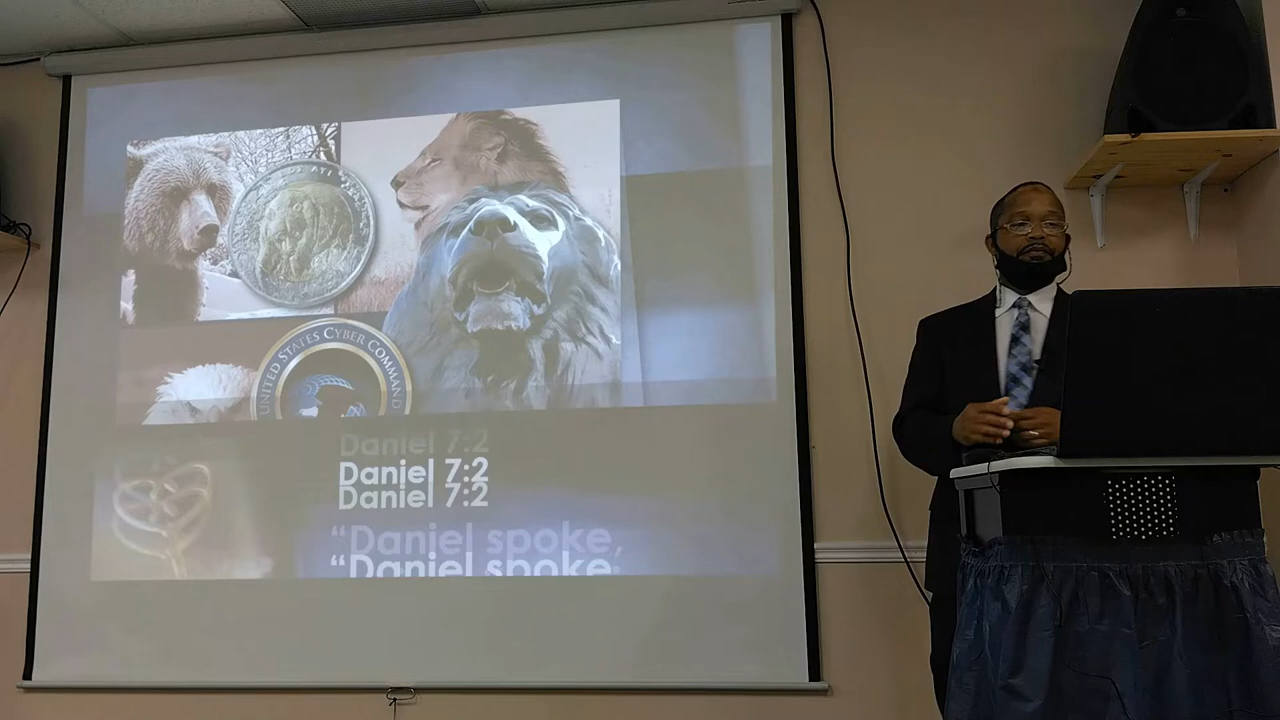 UNITED STATES CYBER COMMAND
Daniel 7:2
Daniel 7:2
Daniel 7:2
“Daniel spoke,
“Daniel spoke